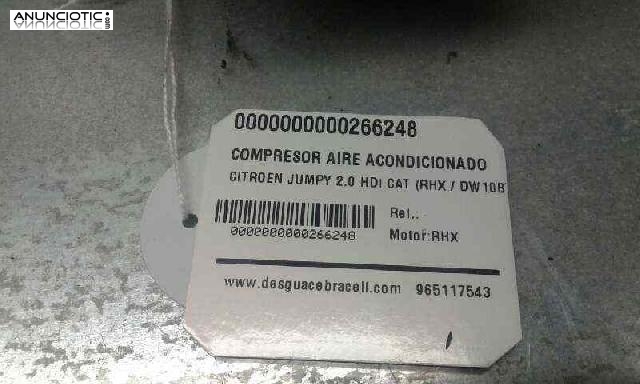 ANUNCIOTIC!
.COM
0000000000266248
COMPRESOR AIRE ACONDICIONADO
CITROEN JUMPY 2.0 HDI CAT (RHX / DW10B
Ref..
0000000000266248
Motor:RHX
www.desguacebracell.com 965117543